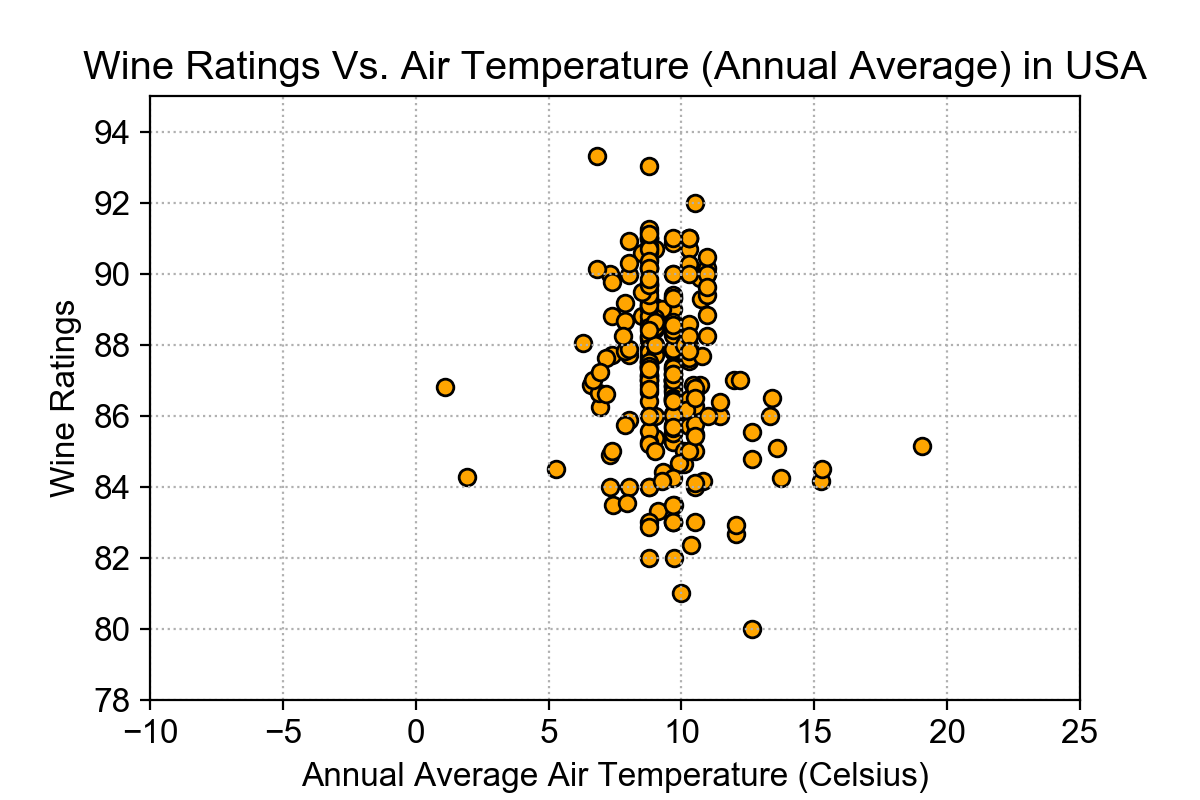 Wine Ratings Vs. Air Temperature (Annual Average) in USA
94
92
90
88
86
84
82
80
78
Wine Ratings
−10 −5 0 5 10 15 20 25
Annual Average Air Temperature (Celsius)